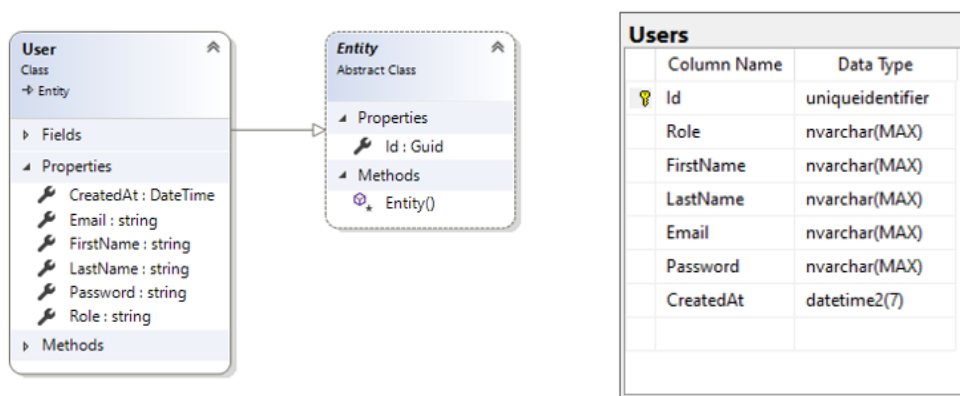 User
Class
Entity
Fields
Properties
CreatedAt : DateTime
Email : string
FirstName : string
LastName : string
Password : string
Role : string
Methods
Entity
Abstract Class
Properties
Id : Guid
Methods
Entity()
Users
Column Name Data Type
Id uniqueidentifier
Role nvarchar(MAX)
FirstName nvarchar(MAX)
LastName nvarchar(MAX)
Email nvarchar(MAX)
Password nvarchar(MAX)
CreatedAt datetime2(7)